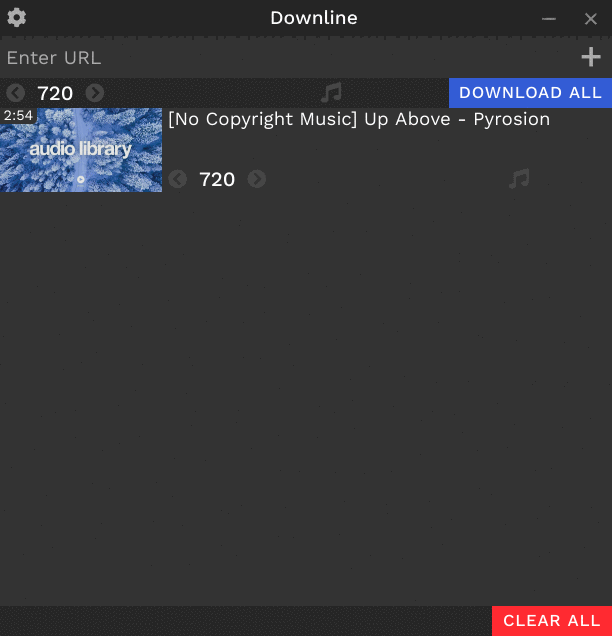 Downline
Enter URL
720
DOWNLOAD ALL
2:54
[No Copyright Music] Up Above - Pyrosion
audio library
720
CLEAR ALL